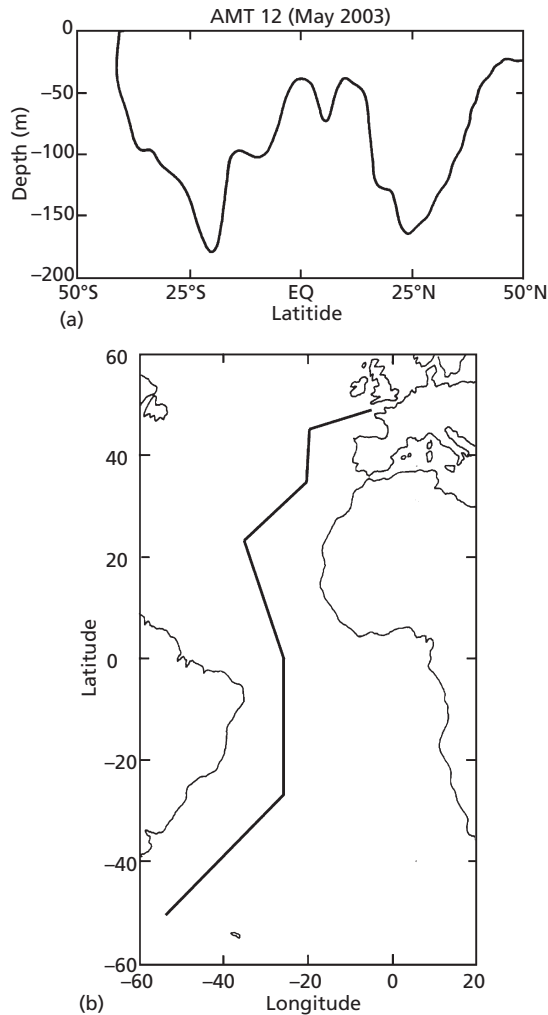 AMT 12 (May 2003)
0
−50
−100
−150
−200
Depth (m)
50°S 25°S EQ 25°N 50°N
Latitide
(a)
60
40
20
0
−20
−40
−60
Latitude
−60 −40 −20 0 20
Longitude
(b)